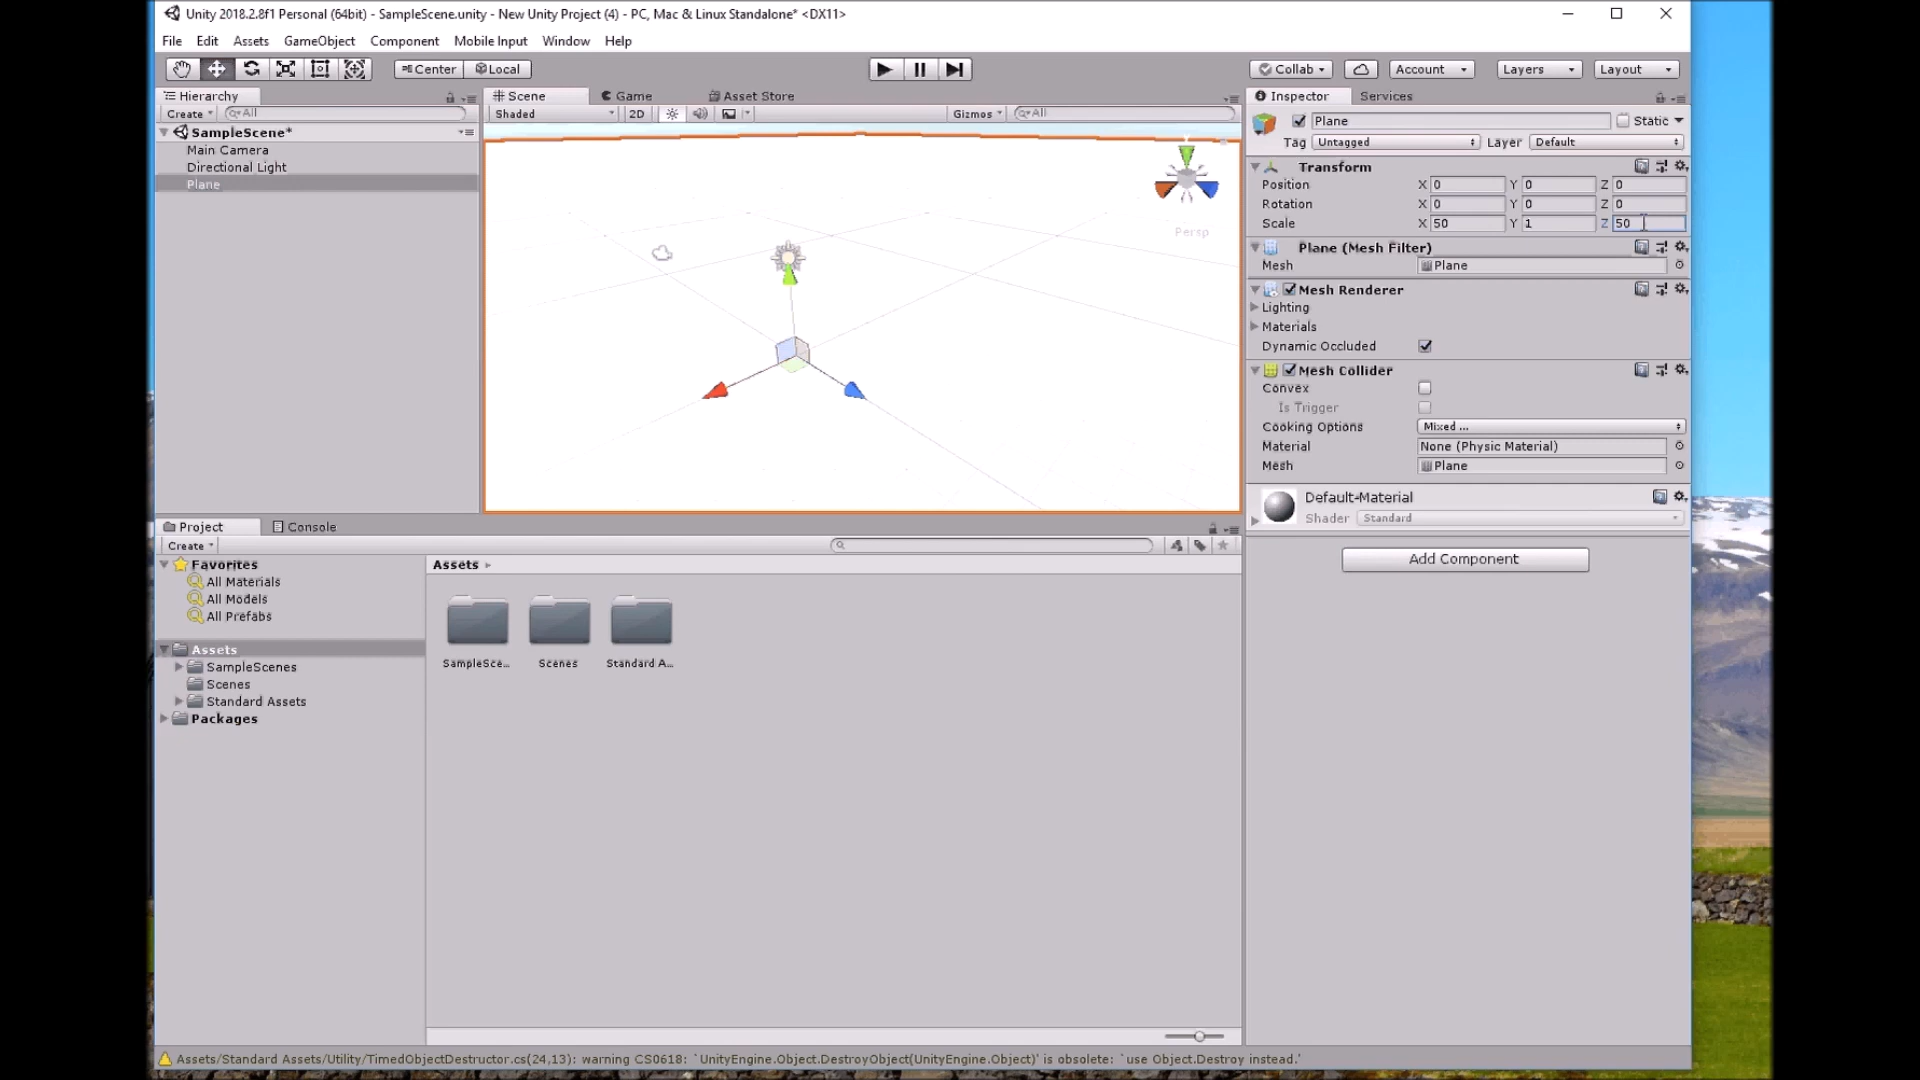 Unity 2018.2.8f1 Personal (64bit) - SampleScene.unity - New Unity Project (4) - PC, Mac & Linux Standalone* <DX11>
File Edit Assets GameObject Component Mobile Input Window Help
Center Local Collab Account Layers Layout
Hierarchy
Create All
SampleScene*
Main Camera
Directional Light
Plane
Scene Game Asset Store
Shaded 2D Gizmos All
Persp
Inspector Services
Plane Static
Tag Untagged Layer Default
Transform
Position X 0 Y 0 Z 0
Rotation X 0 Y 0 Z 0
Scale X 50 Y 1 Z 50
Plane (Mesh Filter)
Mesh Plane
Mesh Renderer
Lighting
Materials
Dynamic Occluded
Mesh Collider
Convex
Is Trigger
Cooking Options Mixed ...
Material None (Physic Material)
Mesh Plane
Default-Material
Shader Standard
Add Component
Project Console
Create
Favorites
All Materials
All Models
All Prefabs
Assets
SampleScenes
Scenes
Standard Assets
Packages
Assets
SampleSce... Scenes Standard A...
Assets/Standard Assets/Utility/TimedObjectDestructor.cs(24,13): warning CS0618: `UnityEngine.Object.DestroyObject(UnityEngine.Object)' is obsolete: `use Object.Destroy instead.'